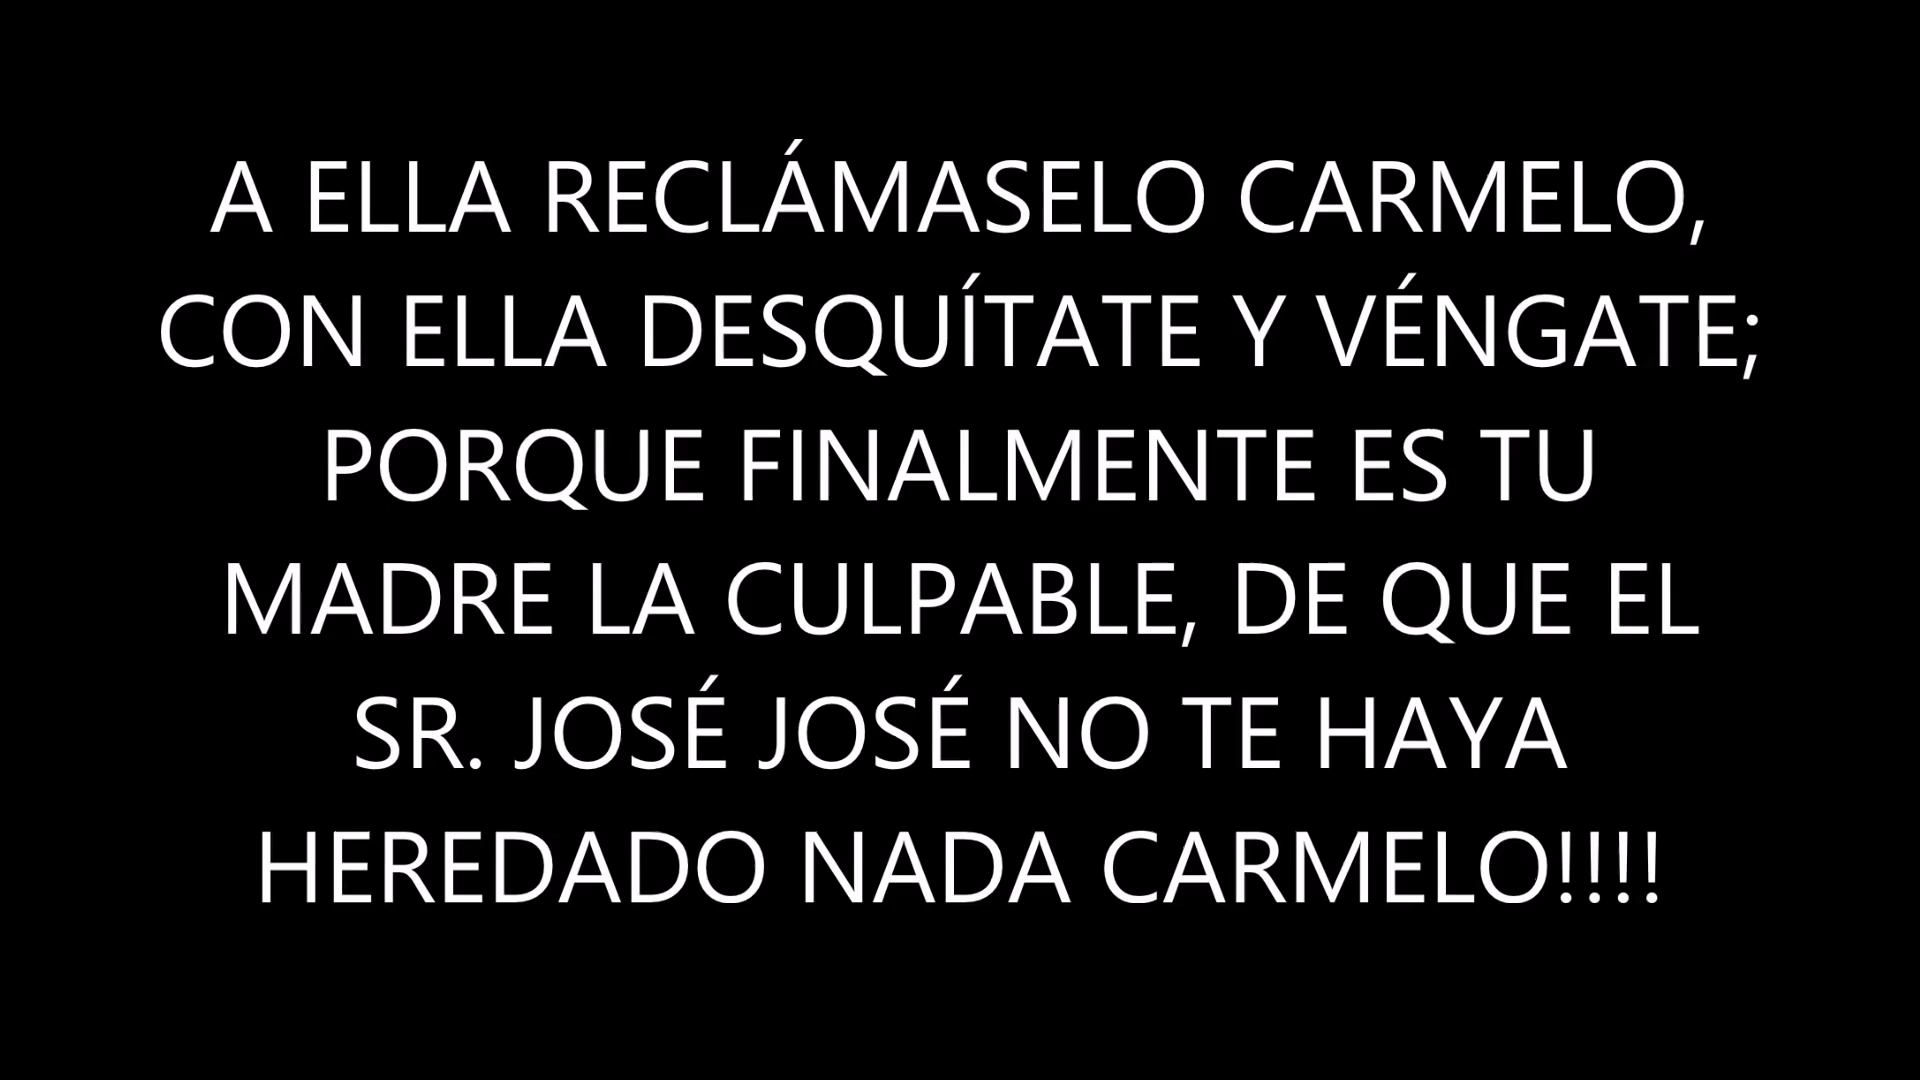 A ELLA RECLÁMASELO CARMELO,
CON ELLA DESQUÍTATE Y VÉNGATE;
PORQUE FINALMENTE ES TU
MADRE LA CULPABLE, DE QUE EL
SR. JOSÉ JOSÉ NO TE HAYA
HEREDADO NADA CARMELO!!!!